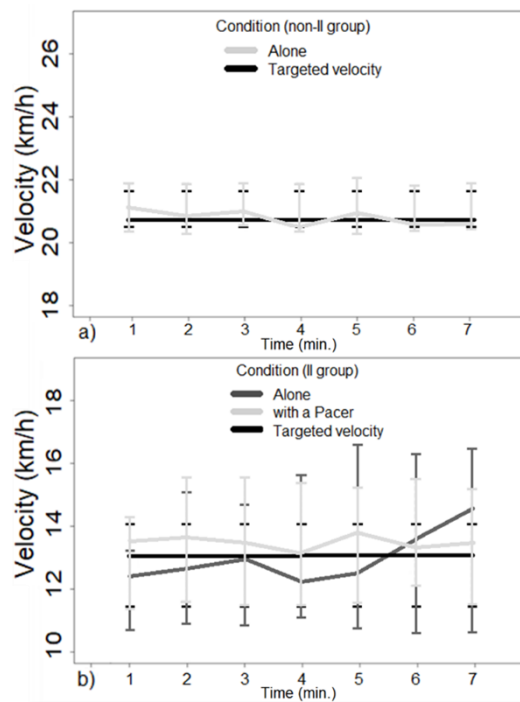 Condition (non-II group)
Alone
Targeted velocity
Velocity (km/h)
26
24
22
20
18
1 2 3 4 5 6 7
a)
Time (min.)
Condition (II group)
Alone
with a Pacer
Targeted velocity
Velocity (km/h)
18
16
14
12
10
1 2 3 4 5 6 7
b)
Time (min.)